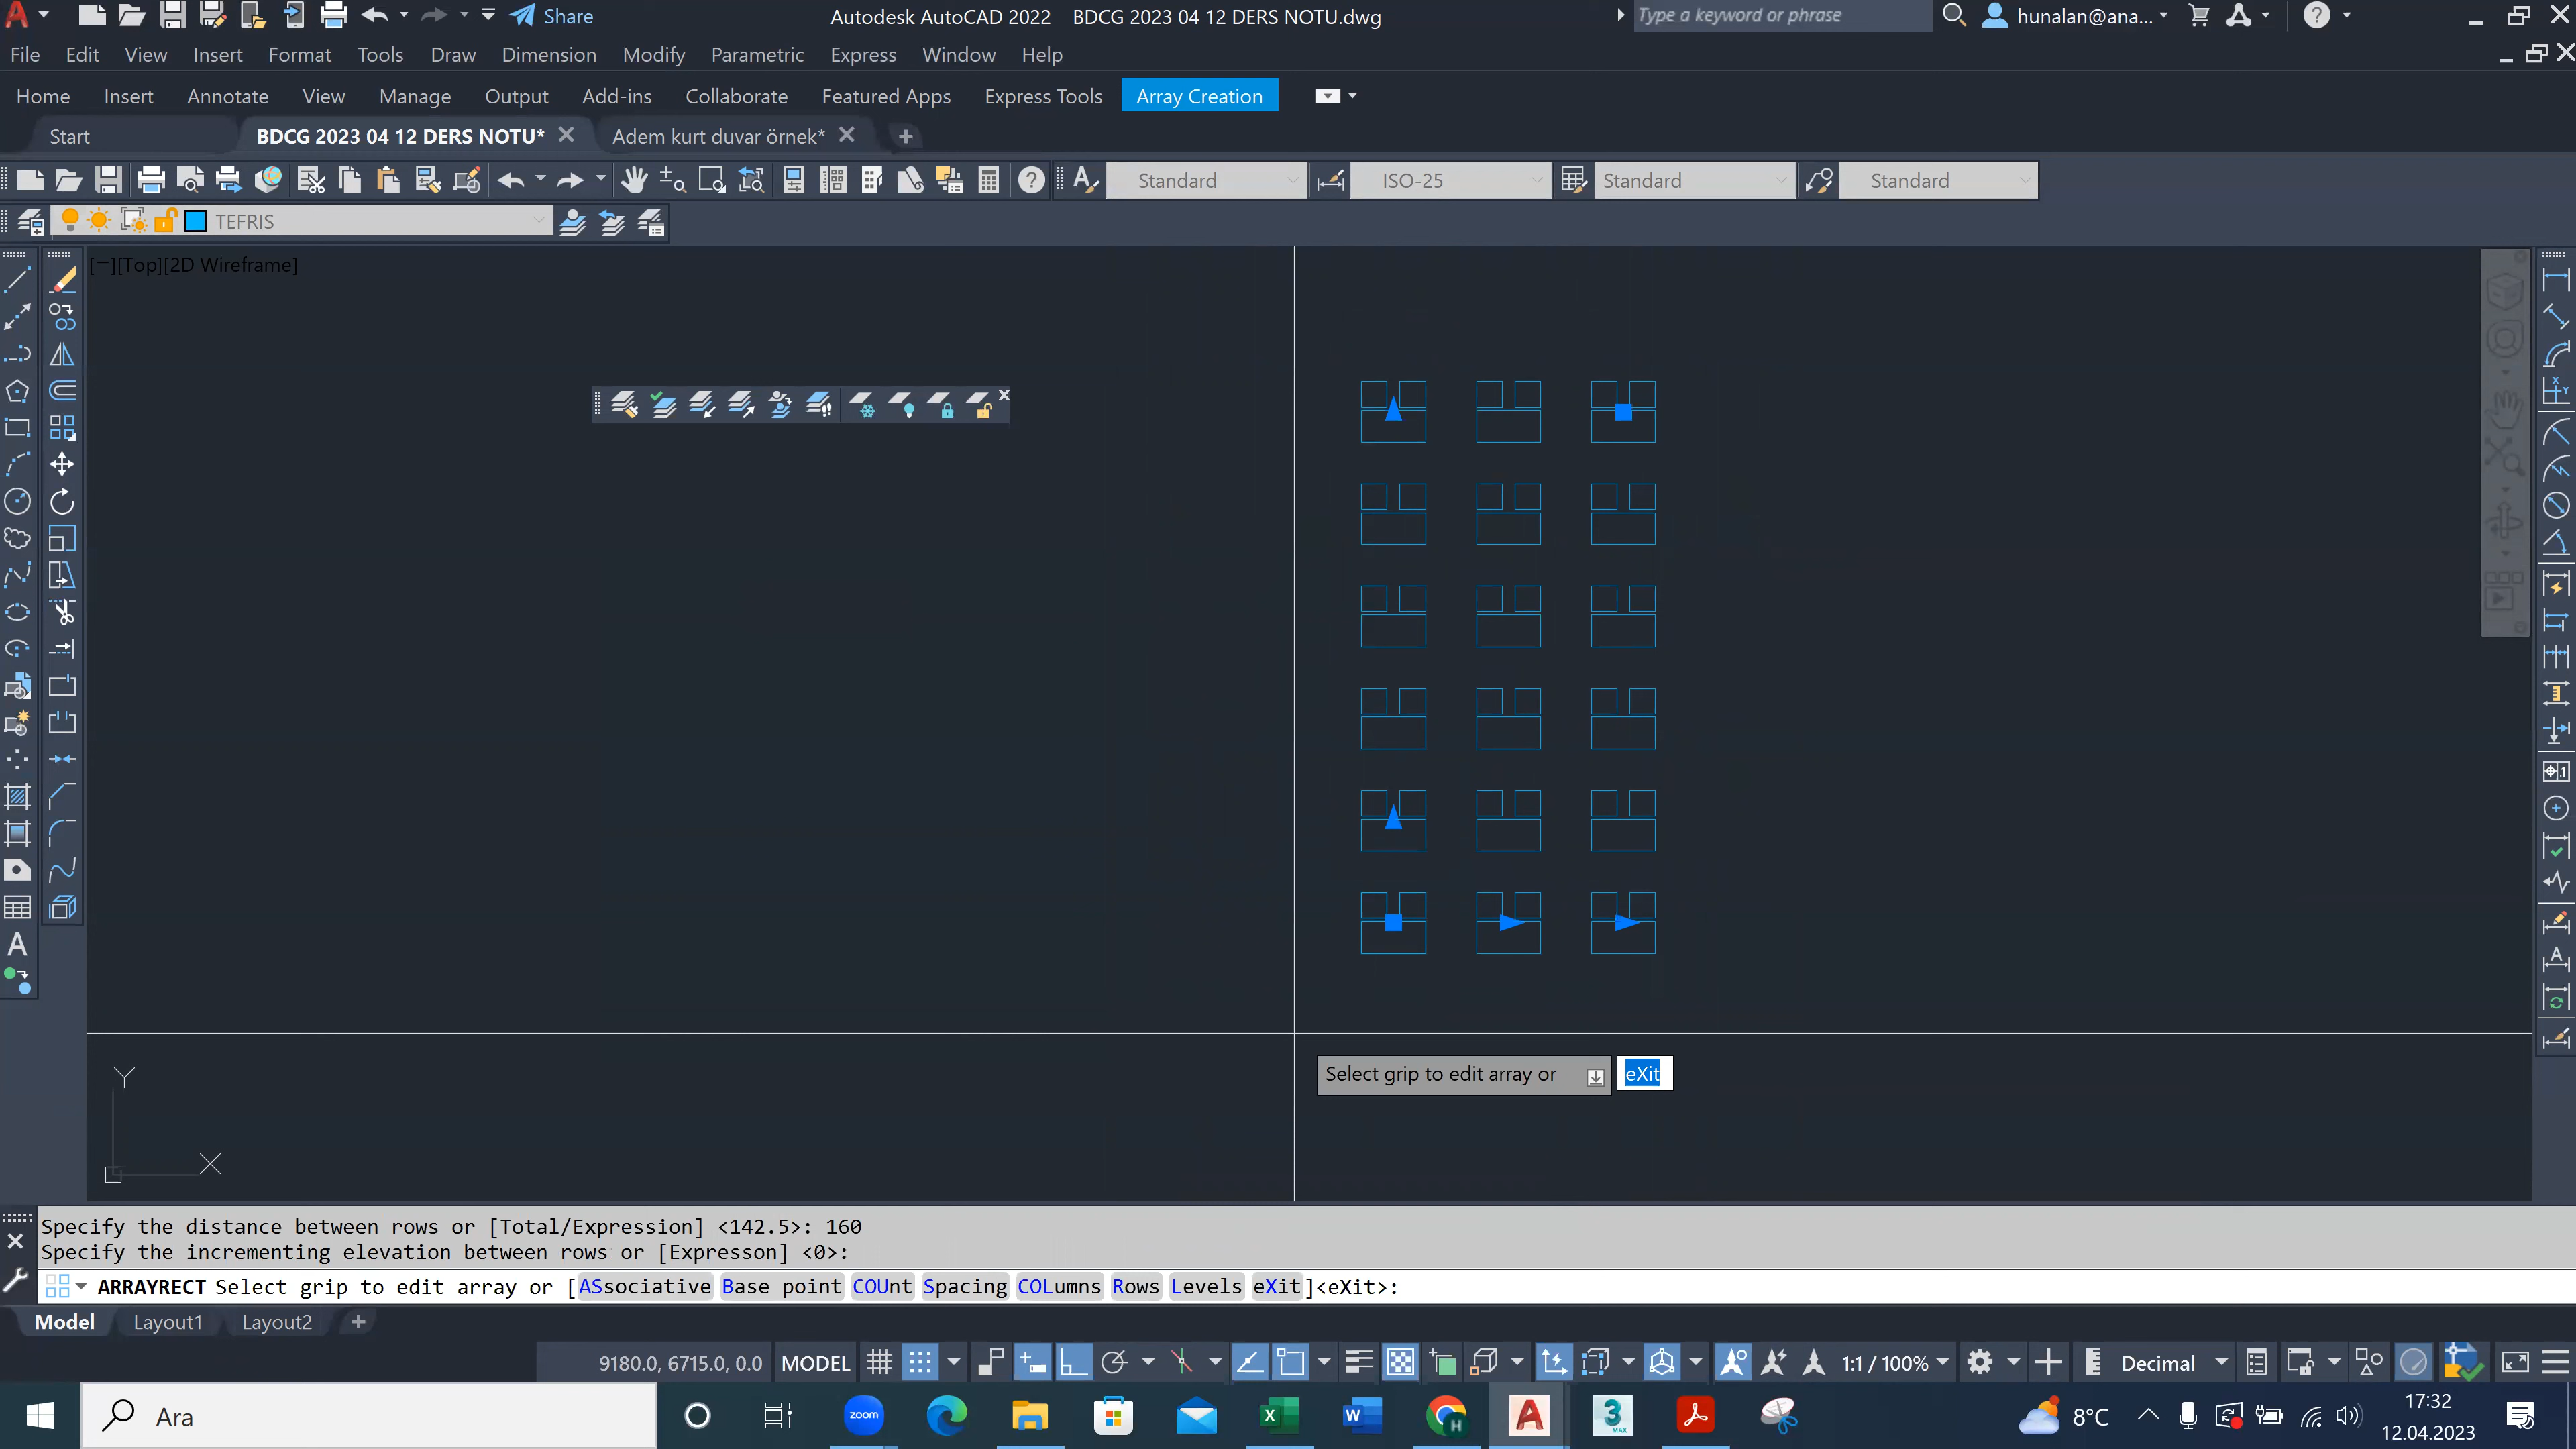 Share
Autodesk AutoCAD 2022 BDCG 2023 04 12 DERS NOTU.dwg
Type a keyword or phrase
hunalan@ana...
File Edit View Insert Format Tools Draw Dimension Modify Parametric Express Window Help
Home Insert Annotate View Manage Output Add-ins Collaborate Featured Apps Express Tools Array Creation
Start BDCG 2023 04 12 DERS NOTU* Adem kurt duvar örnek*
Standard ISO-25 Standard Standard
TEFRIS
[−][Top][2D Wireframe]
Select grip to edit array or eXit
Y
X
Specify the distance between rows or [Total/Expression] <142.5>: 160
Specify the incrementing elevation between rows or [Expresson] <0>:
ARRAYRECT Select grip to edit array or [ASsociative Base point COUnt Spacing COLumns Rows Levels eXit]<eXit>:
Model Layout1 Layout2
9180.0, 6715.0, 0.0 MODEL 1:1 / 100% Decimal
Ara
zoom
8°C
17:32
12.04.2023